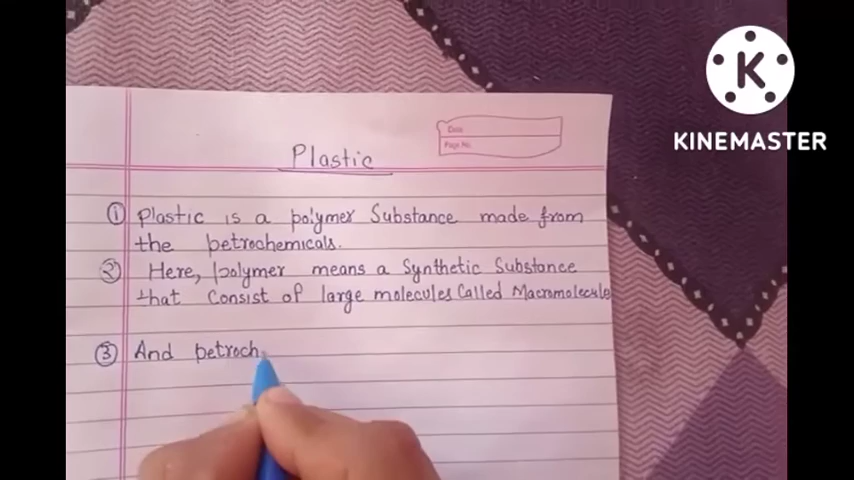 KINEMASTER
Date
Page No.
Plastic
① Plastic is a polymer Substance made from
the petrochemicals.
② Here, polymer means a Synthetic Substance
that Consist of large molecules Called Macromolecule
③ And petroch